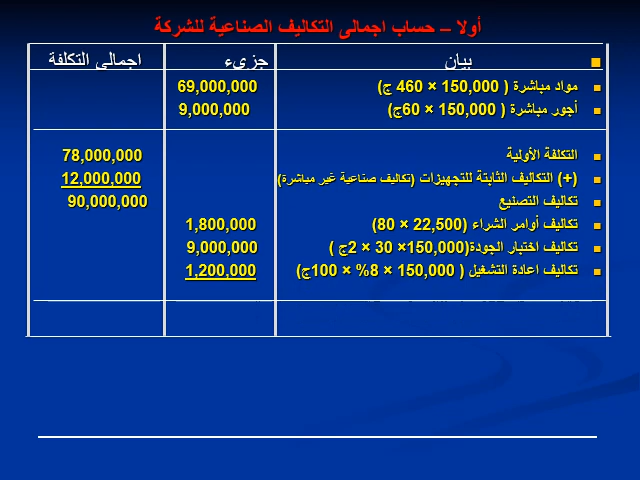 أولا – حساب اجمالى التكاليف الصناعية للشركة
بيان جزيء اجمالى التكلفة
مواد مباشرة ( 150,000 × 460 ج) 69,000,000
أجور مباشرة ( 150,000 × 60ج) 9,000,000
التكلفة الأولية 78,000,000
(+) التكاليف الثابتة للتجهيزات (تكاليف صناعية غير مباشرة) 12,000,000
تكاليف التصنيع 90,000,000
تكاليف أوامر الشراء (22,500 × 80) 1,800,000
تكاليف اختبار الجودة(150,000× 30 × 2ج ) 9,000,000
تكاليف اعادة التشغيل ( 150,000 × 8% × 100ج) 1,200,000